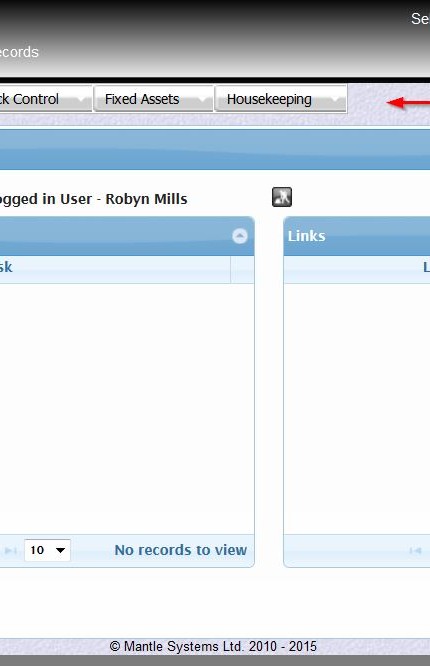 Se
ecords
ck Control
Fixed Assets
Housekeeping
ogged in User - Robyn Mills
Links
sk
L
10
No records to view
© Mantle Systems Ltd. 2010 - 2015